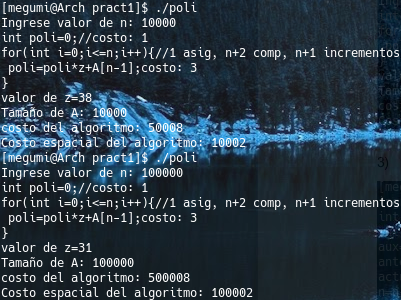 [megumi@Arch pract1]$ ./poli
Ingrese valor de n: 10000
int poli=0;//costo: 1
for(int i=0;i<=n;i++){//1 asig, n+2 comp, n+1 incrementos
 poli=poli*z+A[n-1];costo: 3
}
valor de z=38
Tamaño de A: 10000
costo del algoritmo: 50008
Costo espacial del algoritmo: 10002
[megumi@Arch pract1]$ ./poli
Ingrese valor de n: 100000
int poli=0;//costo: 1
for(int i=0;i<=n;i++){//1 asig, n+2 comp, n+1 incrementos
 poli=poli*z+A[n-1];costo: 3
}
valor de z=31
Tamaño de A: 100000
costo del algoritmo: 500008
Costo espacial del algoritmo: 100002
3)